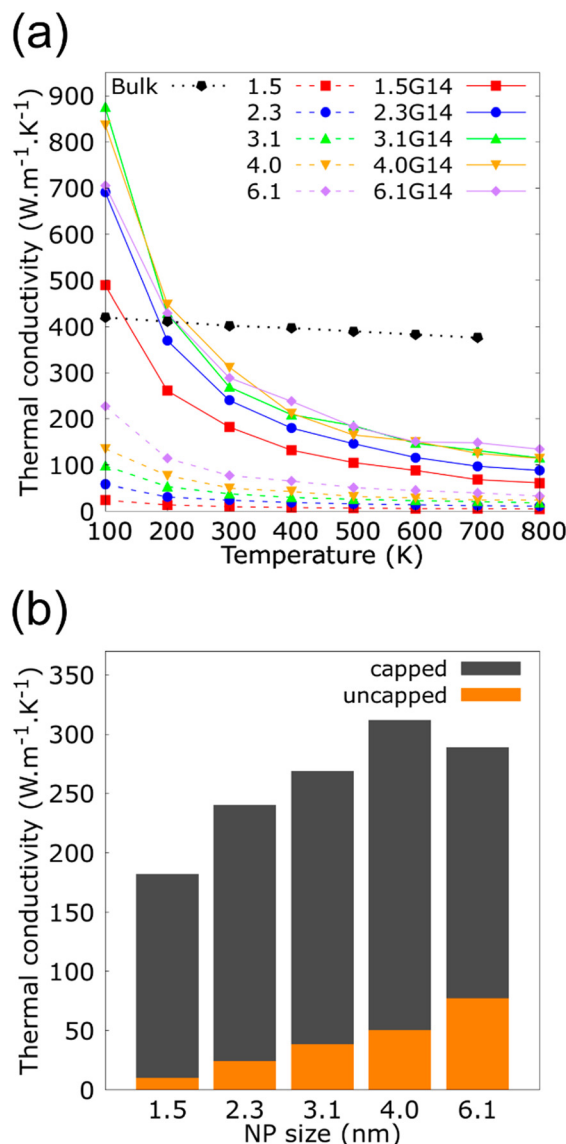 (a)
Thermal conductivity (W.m⁻¹.K⁻¹)
Bulk 1.5 1.5G14
2.3 2.3G14
3.1 3.1G14
4.0 4.0G14
6.1 6.1G14
900
800
700
600
500
400
300
200
100
0
100 200 300 400 500 600 700 800
Temperature (K)
(b)
Thermal conductivity (W.m⁻¹.K⁻¹)
capped
uncapped
350
300
250
200
150
100
50
0
1.5 2.3 3.1 4.0 6.1
NP size (nm)